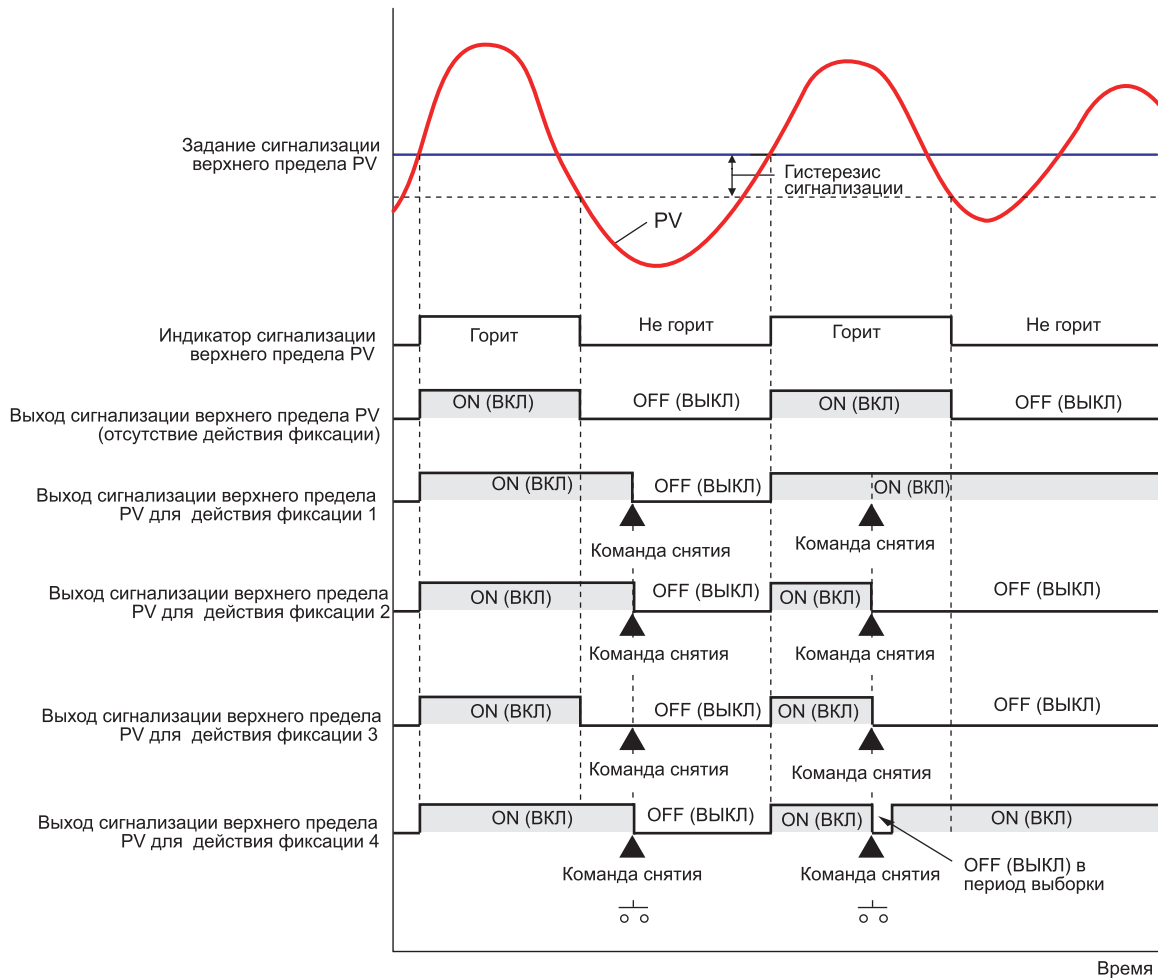 Задание сигнализации
верхнего предела PV
Гистерезис
сигнализации
PV
Индикатор сигнализации
верхнего предела PV
Горит
Не горит
Горит
Не горит
Выход сигнализации верхнего предела PV
(отсутствие действия фиксации)
ON (ВКЛ)
OFF (ВЫКЛ)
ON (ВКЛ)
OFF (ВЫКЛ)
Выход сигнализации верхнего предела
PV для действия фиксации 1
ON (ВКЛ)
OFF (ВЫКЛ)
ON (ВКЛ)
Команда снятия
Команда снятия
Выход сигнализации верхнего предела
PV для действия фиксации 2
ON (ВКЛ)
OFF (ВЫКЛ)
ON (ВКЛ)
OFF (ВЫКЛ)
Команда снятия
Команда снятия
Выход сигнализации верхнего предела
PV для действия фиксации 3
ON (ВКЛ)
OFF (ВЫКЛ)
ON (ВКЛ)
OFF (ВЫКЛ)
Команда снятия
Команда снятия
Выход сигнализации верхнего предела
PV для действия фиксации 4
ON (ВКЛ)
OFF (ВЫКЛ)
ON (ВКЛ)
ON (ВКЛ)
Команда снятия
Команда снятия
OFF (ВЫКЛ) в
период выборки
Время